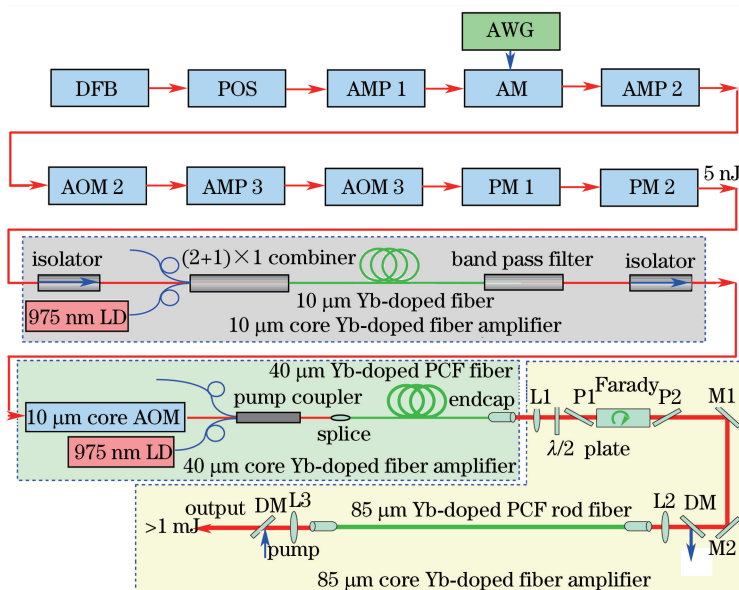 AWG
DFB
POS
AMP 1
AM
AMP 2
AOM 2
AMP 3
AOM 3
PM 1
PM 2
5 nJ
isolator
(2+1)×1 combiner
band pass filter
isolator
975 nm LD
10 μm Yb-doped fiber
10 μm core Yb-doped fiber amplifier
40 μm Yb-doped PCF fiber
pump coupler
endcap
10 μm core AOM
splice
975 nm LD
40 μm core Yb-doped fiber amplifier
L1
P1
Farady
P2
M1
λ/2 plate
output
DM
L3
85 μm Yb-doped PCF rod fiber
L2
DM
>1 mJ
pump
M2
85 μm core Yb-doped fiber amplifier